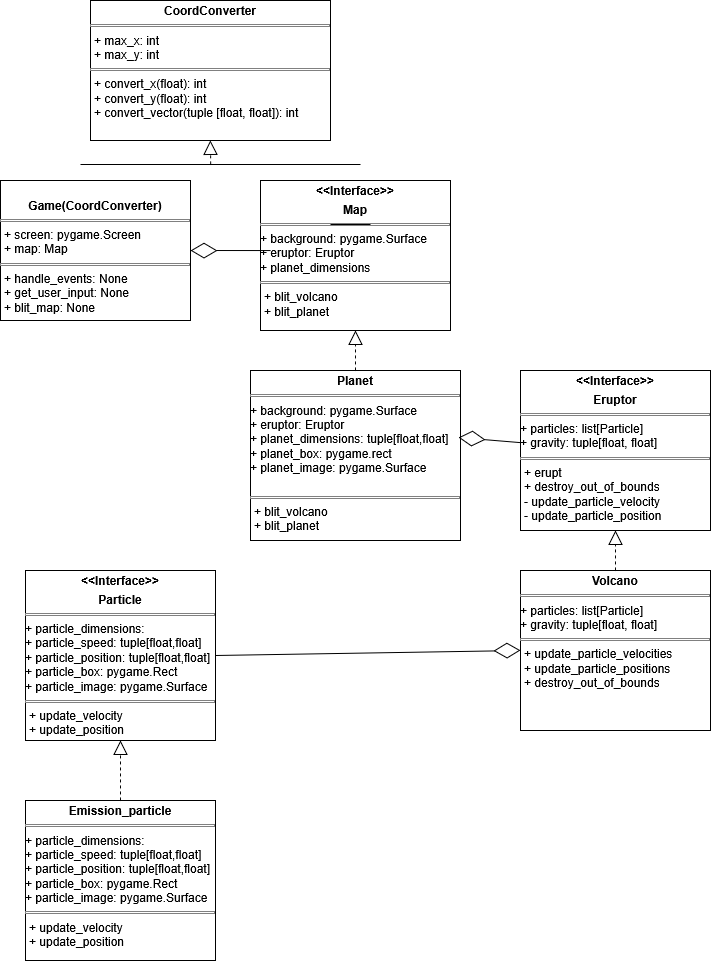 CoordConverter
+ max_x: int
+ max_y: int
+ convert_x(float): int
+ convert_y(float): int
+ convert_vector(tuple [float, float]): int
Game(CoordConverter)
+ screen: pygame.Screen
+ map: Map
+ handle_events: None
+ get_user_input: None
+ blit_map: None
<<Interface>>
Map
+ background: pygame.Surface
+ eruptor: Eruptor
+ planet_dimensions
+ blit_volcano
+ blit_planet
Planet
+ background: pygame.Surface
+ eruptor: Eruptor
+ planet_dimensions: tuple[float,float]
+ planet_box: pygame.rect
+ planet_image: pygame.Surface
+ blit_volcano
+ blit_planet
<<Interface>>
Eruptor
+ particles: list[Particle]
+ gravity: tuple[float, float]
+ erupt
+ destroy_out_of_bounds
- update_particle_velocity
- update_particle_position
<<Interface>>
Particle
+ particle_dimensions:
+ particle_speed: tuple[float,float]
+ particle_position: tuple[float,float]
+ particle_box: pygame.Rect
+ particle_image: pygame.Surface
+ update_velocity
+ update_position
Volcano
+ particles: list[Particle]
+ gravity: tuple[float, float]
+ update_particle_velocities
+ update_particle_positions
+ destroy_out_of_bounds
Emission_particle
+ particle_dimensions:
+ particle_speed: tuple[float,float]
+ particle_position: tuple[float,float]
+ particle_box: pygame.Rect
+ particle_image: pygame.Surface
+ update_velocity
+ update_position